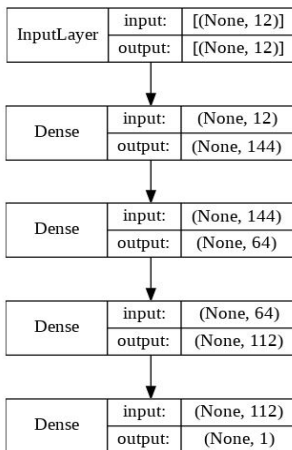 InputLayer input: [(None, 12)]
output: [(None, 12)]
Dense input: (None, 12)
output: (None, 144)
Dense input: (None, 144)
output: (None, 64)
Dense input: (None, 64)
output: (None, 112)
Dense input: (None, 112)
output: (None, 1)